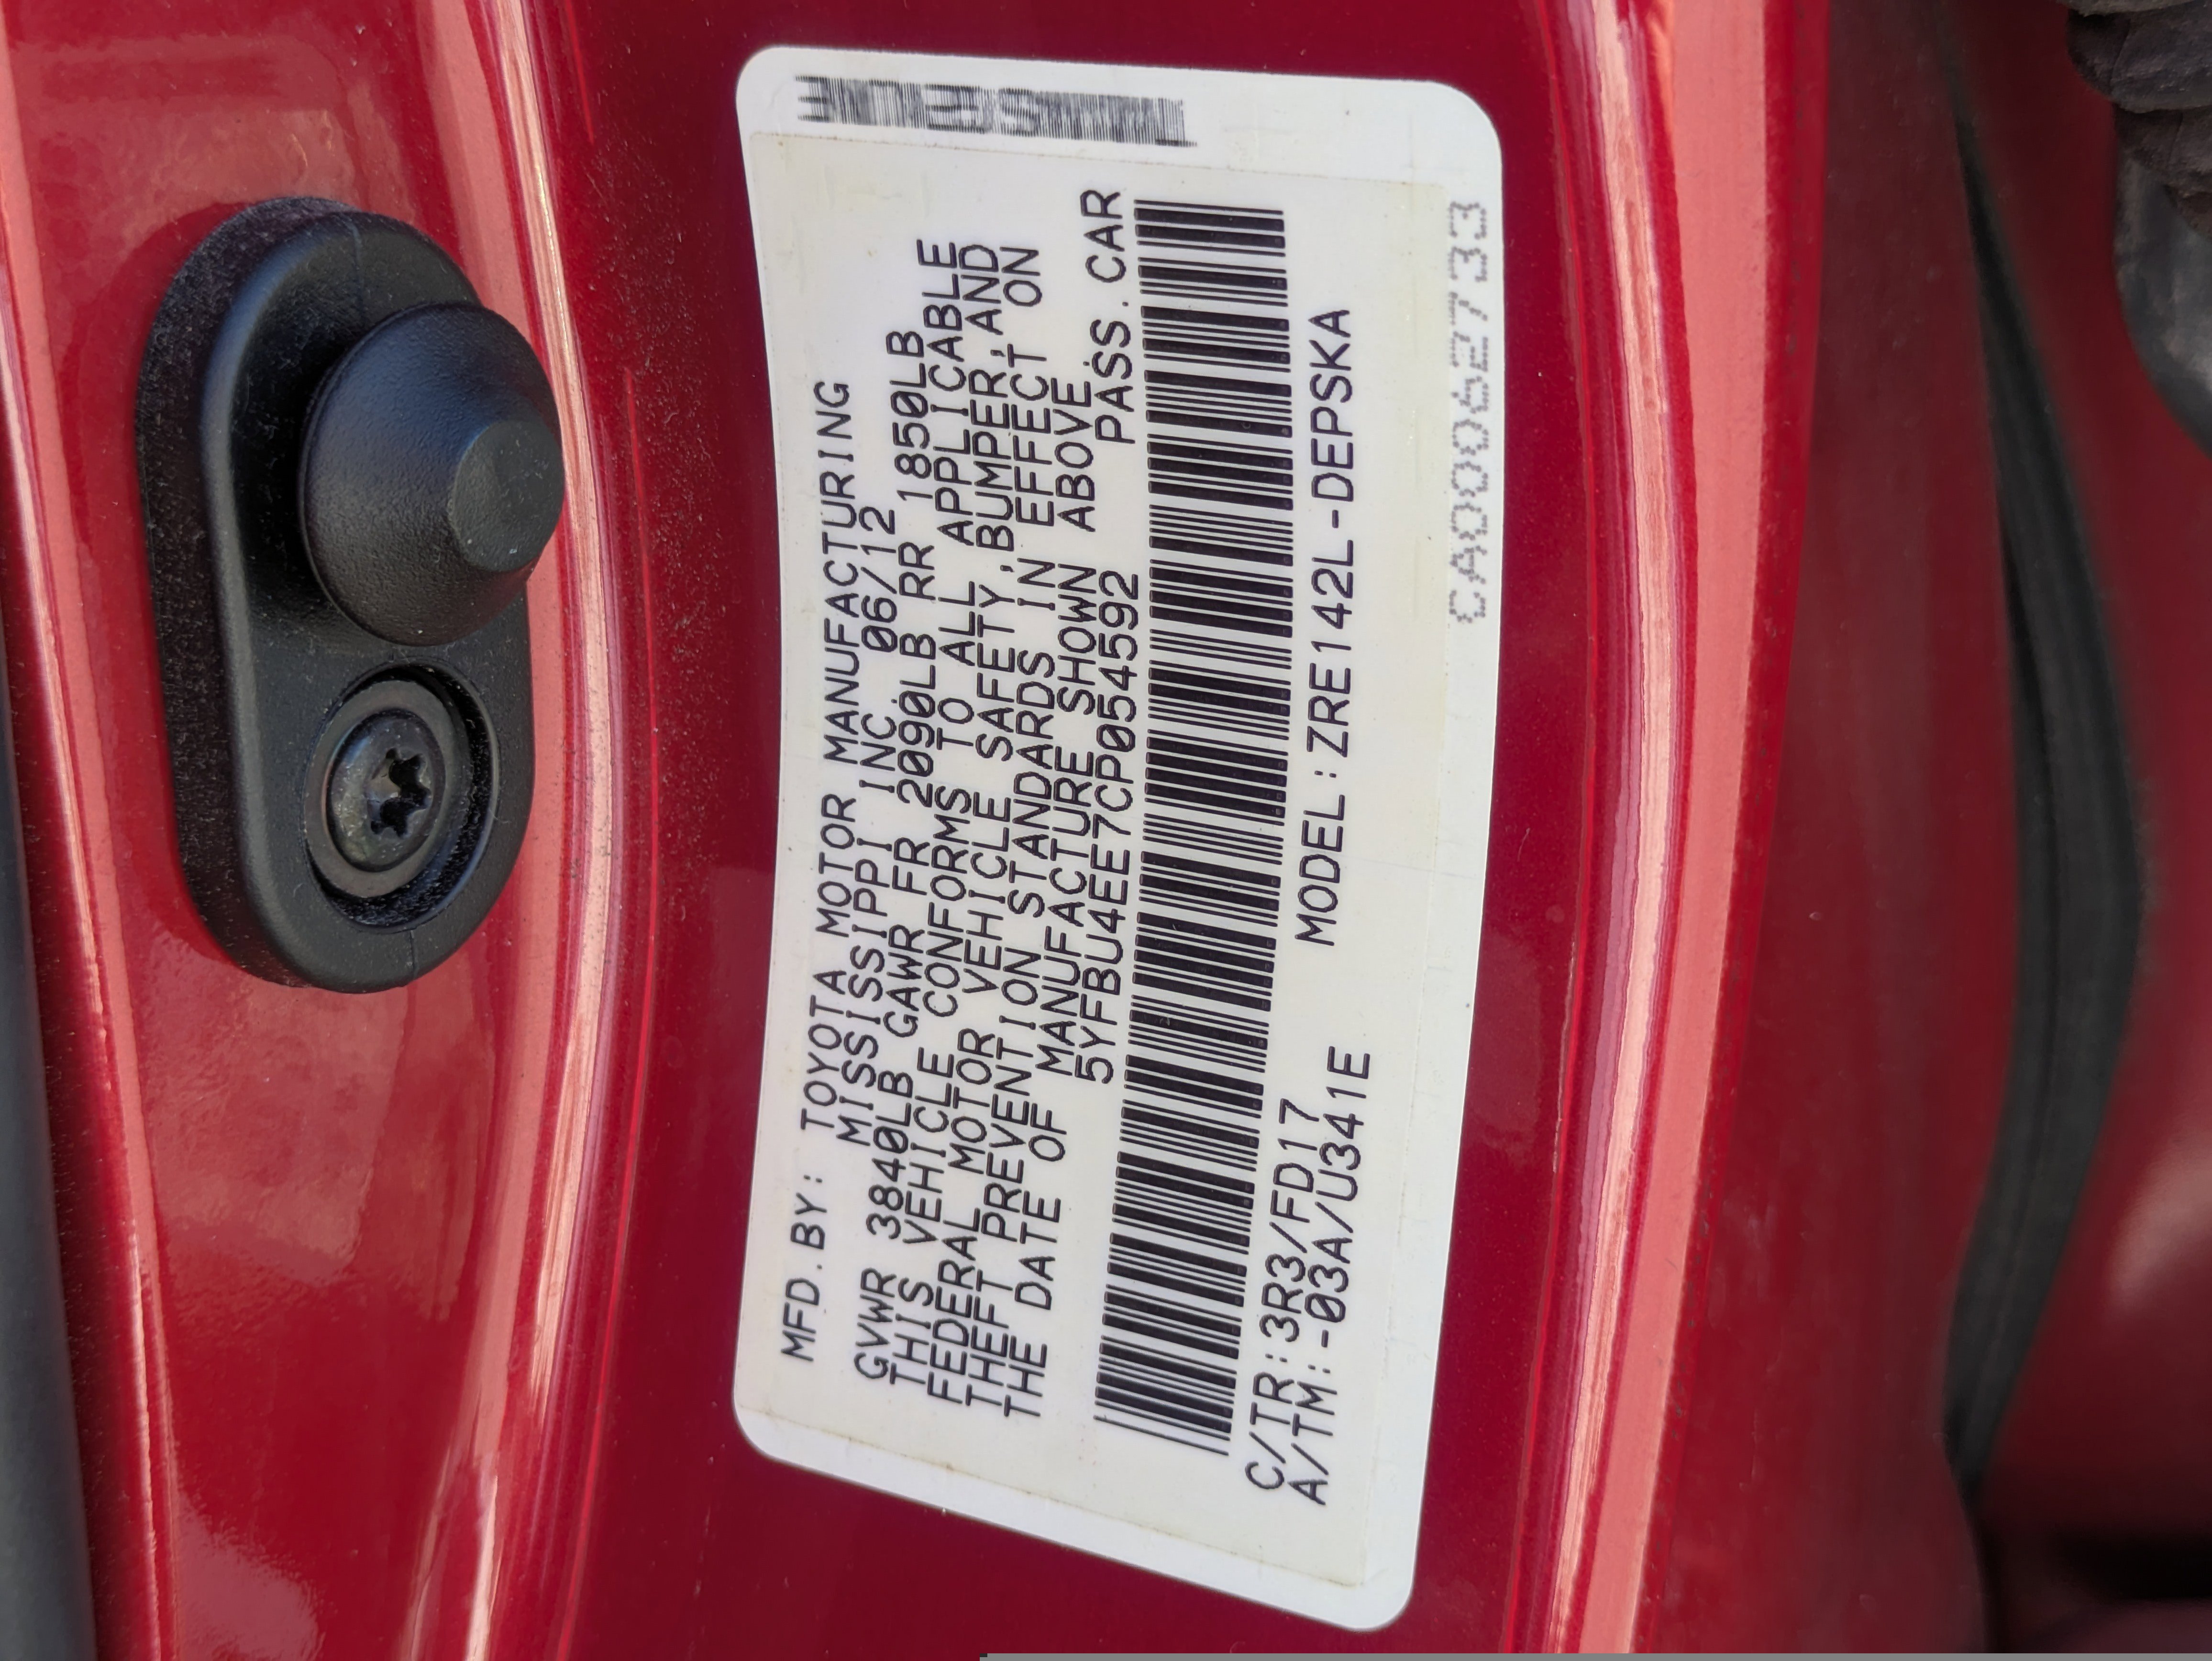 MFD.BY: TOYOTA MOTOR MANUFACTURING
MISSISSIPPI INC. 06/12
GVWR 3840LB GAWR FR 2090LB RR 1850LB
THIS VEHICLE CONFORMS TO ALL APPLICABLE
FEDERAL MOTOR VEHICLE SAFETY,BUMPER,AND
THEFT PREVENTION STANDARDS IN EFFECT ON
THE DATE OF MANUFACTURE SHOWN ABOVE.
5YFBU4EE7CP054592 PASS.CAR
C/TR:3R3/FD17 MODEL:ZRE142L-DEPSKA
A/TM:-03A/U341E